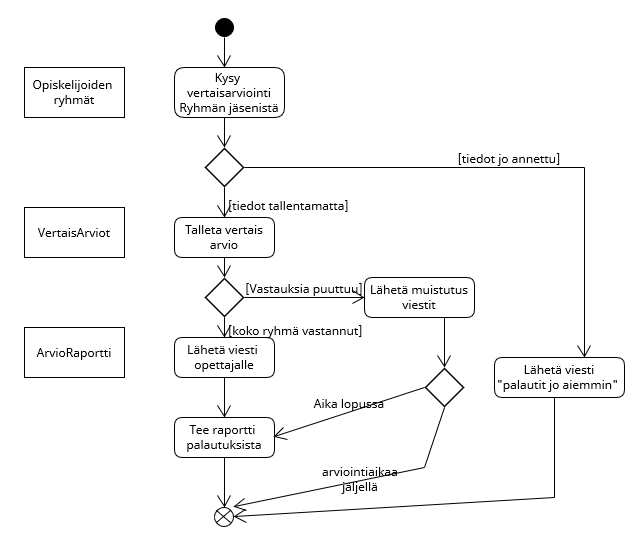 Opiskelijoiden
ryhmät
Kysy
vertaisarviointi
Ryhmän jäsenistä
[tiedot jo annettu]
[tiedot tallentamatta]
VertaisArviot
Talleta vertais
arvio
[Vastauksia puuttuu]
Lähetä muistutus
viestit
[koko ryhmä vastannut]
ArvioRaportti
Lähetä viesti
opettajalle
Lähetä viesti
"palautit jo aiemmin"
Aika lopussa
Tee raportti
palautuksista
arviointiaikaa
jäljellä